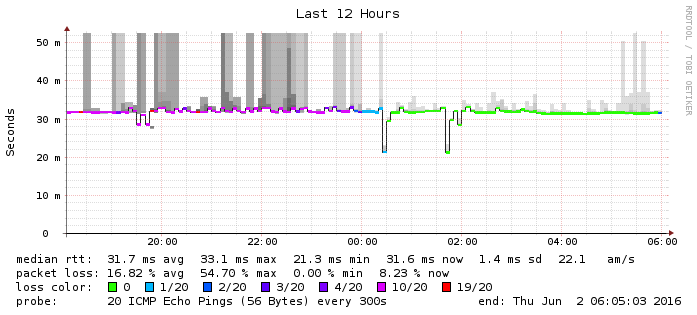 Last 12 Hours
RRDTOOL / TOBI OETIKER
Seconds
50 m
40 m
30 m
20 m
10 m
0
20:00 22:00 00:00 02:00 04:00 06:00
median rtt: 31.7 ms avg 33.1 ms max 21.3 ms min 31.6 ms now 1.4 ms sd 22.1 am/s
packet loss: 16.82 % avg 54.70 % max 0.00 % min 8.23 % now
loss color: 0 1/20 2/20 3/20 4/20 10/20 19/20
probe: 20 ICMP Echo Pings (56 Bytes) every 300s end: Thu Jun 2 06:05:03 2016